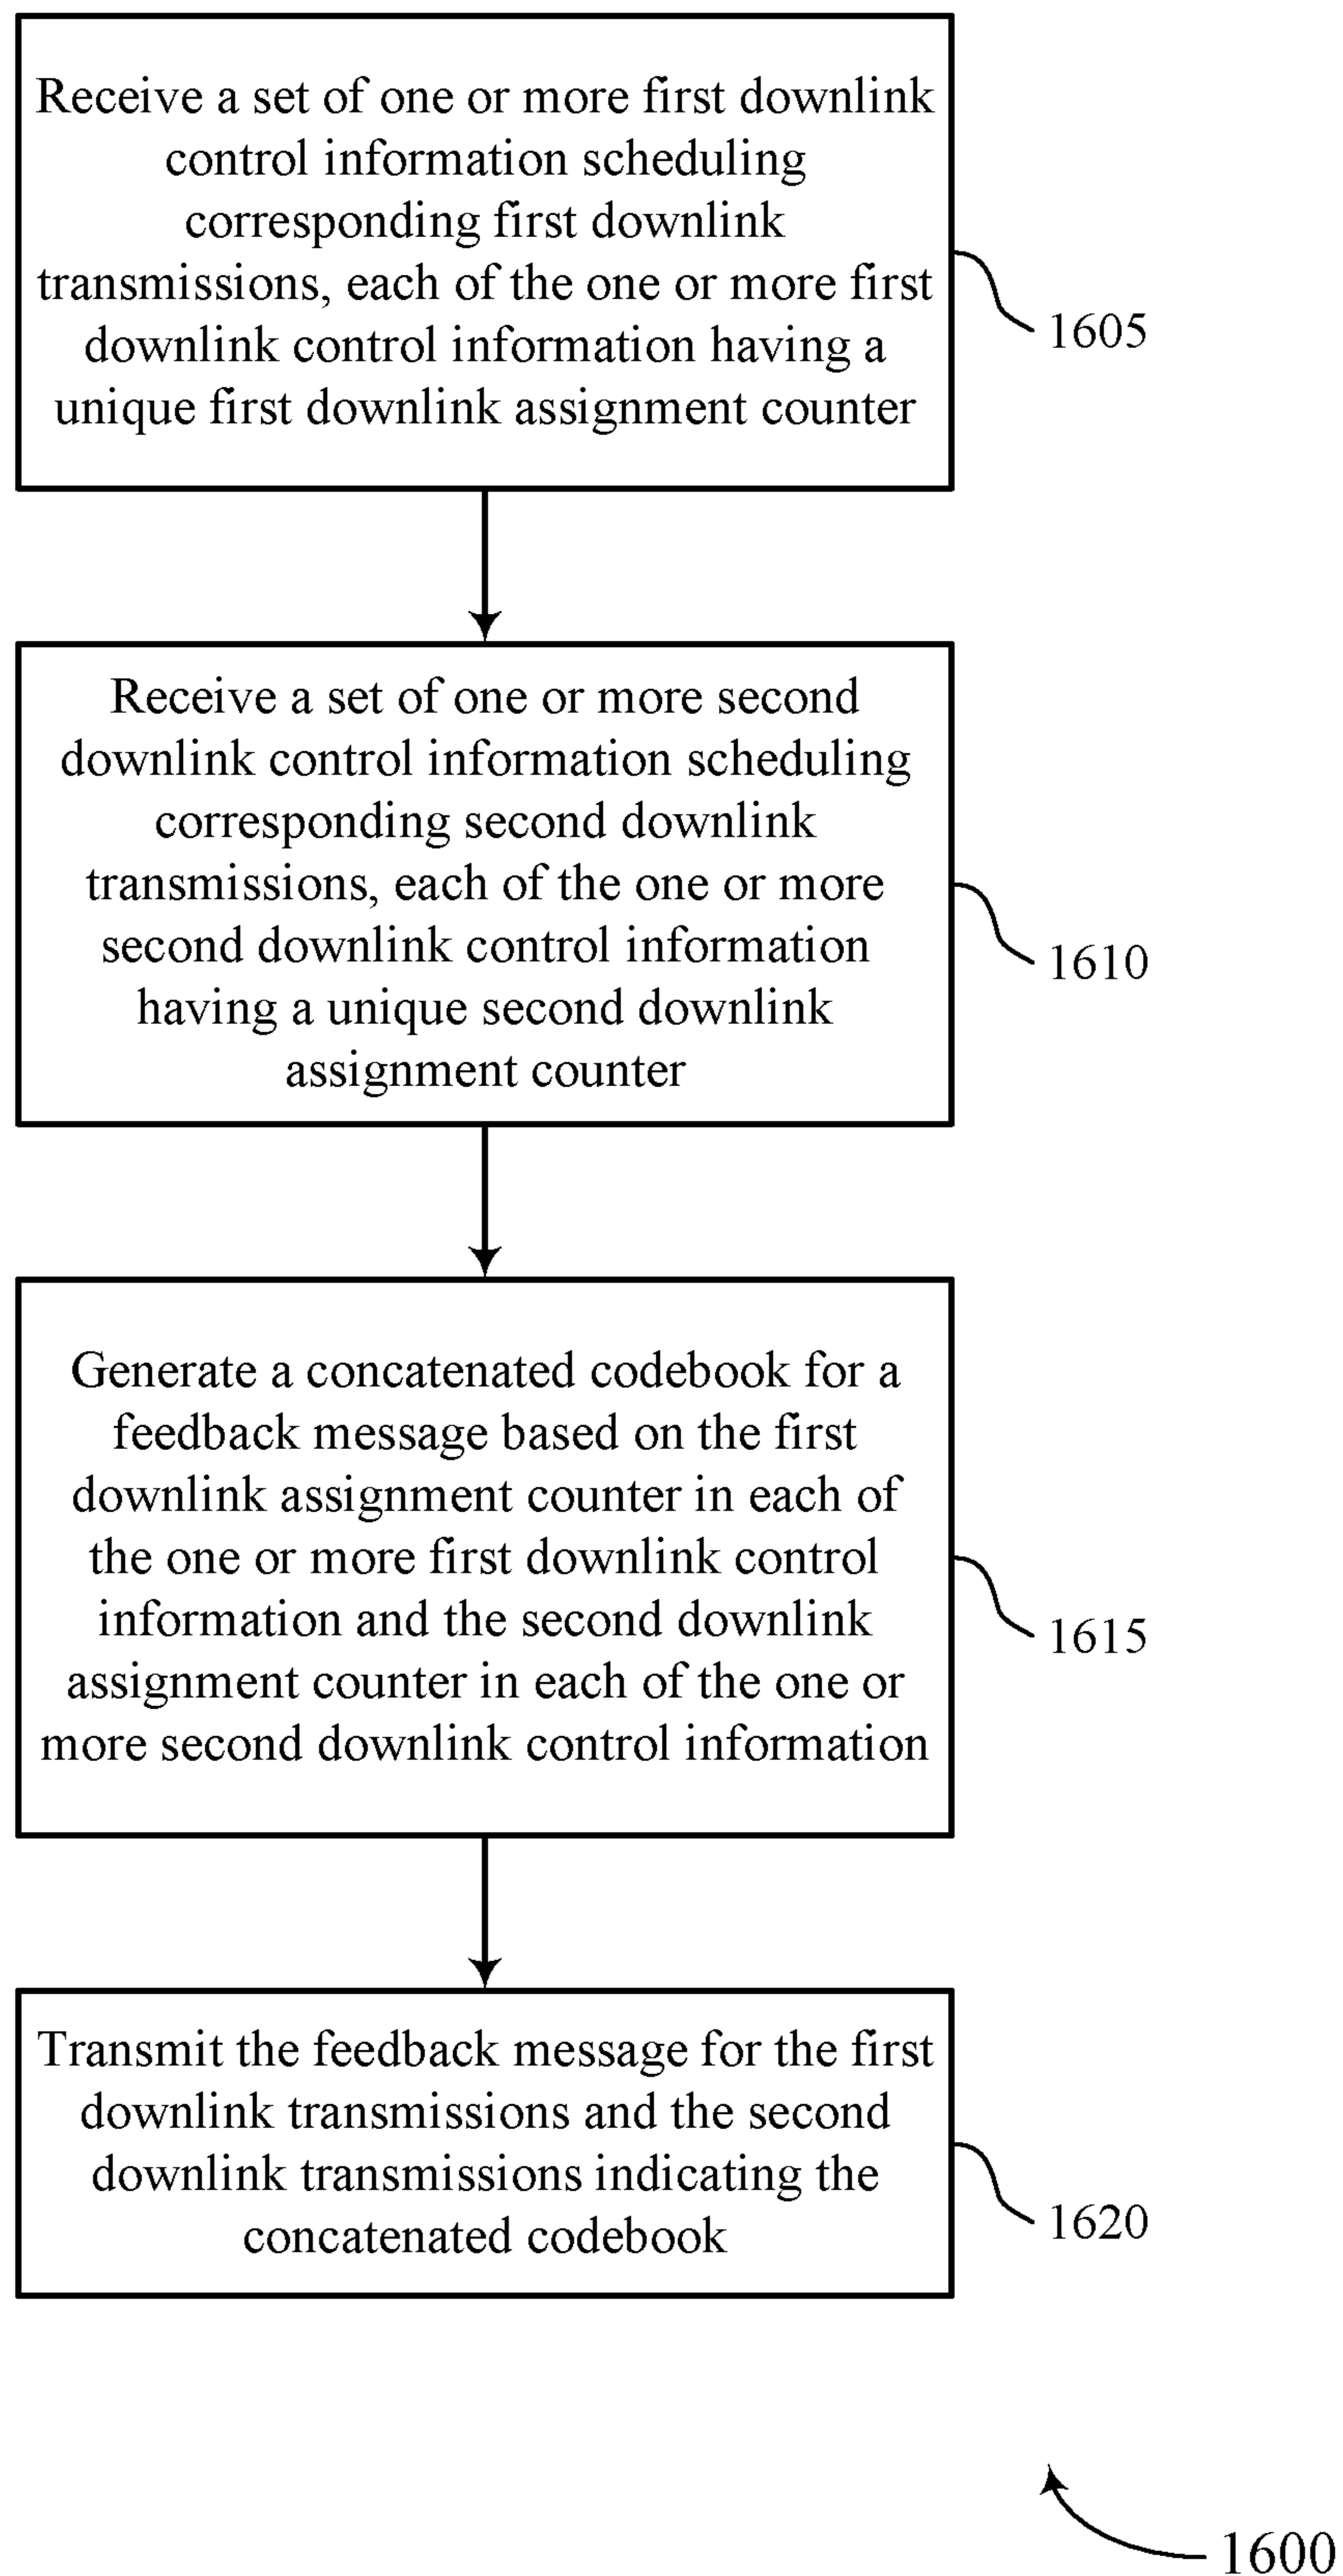 Receive a set of one or more first downlink
control information scheduling
corresponding first downlink
transmissions, each of the one or more first
downlink control information having a
unique first downlink assignment counter
1605
Receive a set of one or more second
downlink control information scheduling
corresponding second downlink
transmissions, each of the one or more
second downlink control information
having a unique second downlink
assignment counter
1610
Generate a concatenated codebook for a
feedback message based on the first
downlink assignment counter in each of
the one or more first downlink control
information and the second downlink
assignment counter in each of the one or
more second downlink control information
1615
Transmit the feedback message for the first
downlink transmissions and the second
downlink transmissions indicating the
concatenated codebook
1620
1600